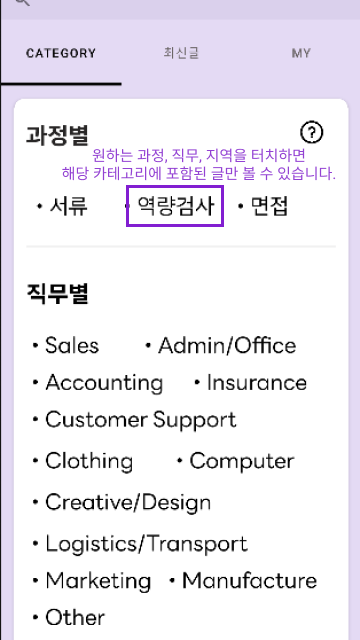 CATEGORY 최신글 MY
과정별 ?
원하는 과정, 직무, 지역을 터치하면
해당 카테고리에 포함된 글만 볼 수 있습니다.
• 서류 • 역량검사 • 면접
직무별
• Sales • Admin/Office
• Accounting • Insurance
• Customer Support
• Clothing • Computer
• Creative/Design
• Logistics/Transport
• Marketing • Manufacture
• Other